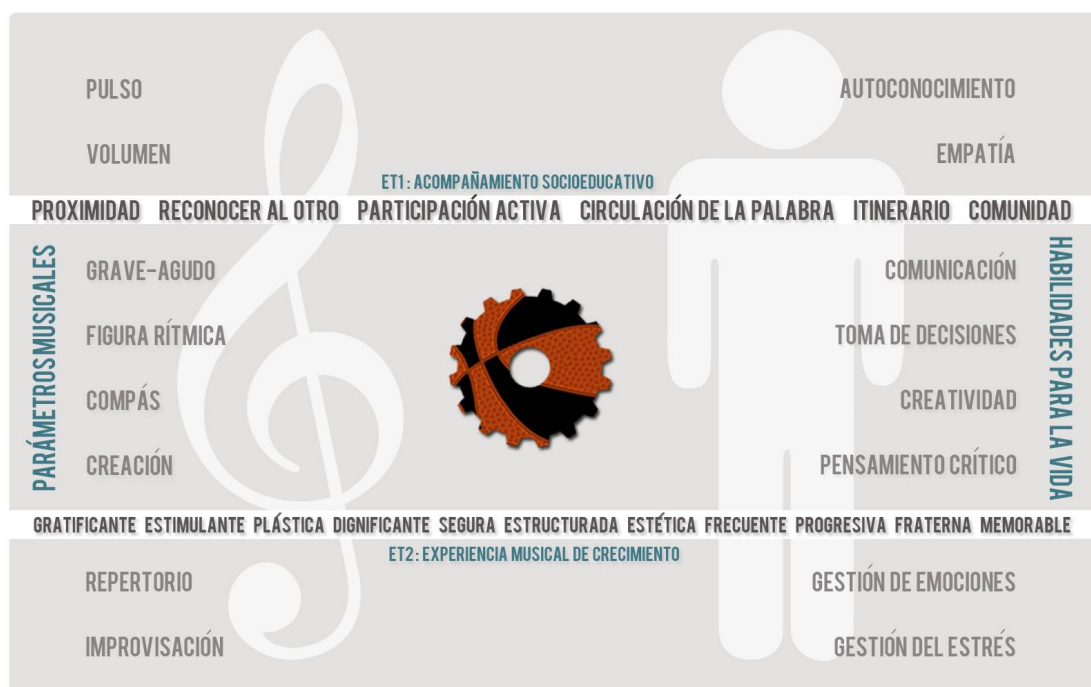 PULSO
AUTOCONOCIMIENTO
VOLUMEN
EMPATÍA
ET1: ACOMPAÑAMIENTO SOCIOEDUCATIVO
PROXIMIDAD RECONOCER AL OTRO PARTICIPACIÓN ACTIVA CIRCULACIÓN DE LA PALABRA ITINERARIO COMUNIDAD
PARÁMETROS MUSICALES
HABILIDADES PARA LA VIDA
GRAVE-AGUDO
COMUNICACIÓN
FIGURA RÍTMICA
TOMA DE DECISIONES
COMPÁS
CREATIVIDAD
CREACIÓN
PENSAMIENTO CRÍTICO
GRATIFICANTE ESTIMULANTE PLÁSTICA DIGNIFICANTE SEGURA ESTRUCTURADA ESTÉTICA FRECUENTE PROGRESIVA FRATERNA MEMORABLE
ET2: EXPERIENCIA MUSICAL DE CRECIMIENTO
REPERTORIO
GESTIÓN DE EMOCIONES
IMPROVISACIÓN
GESTIÓN DEL ESTRÉS